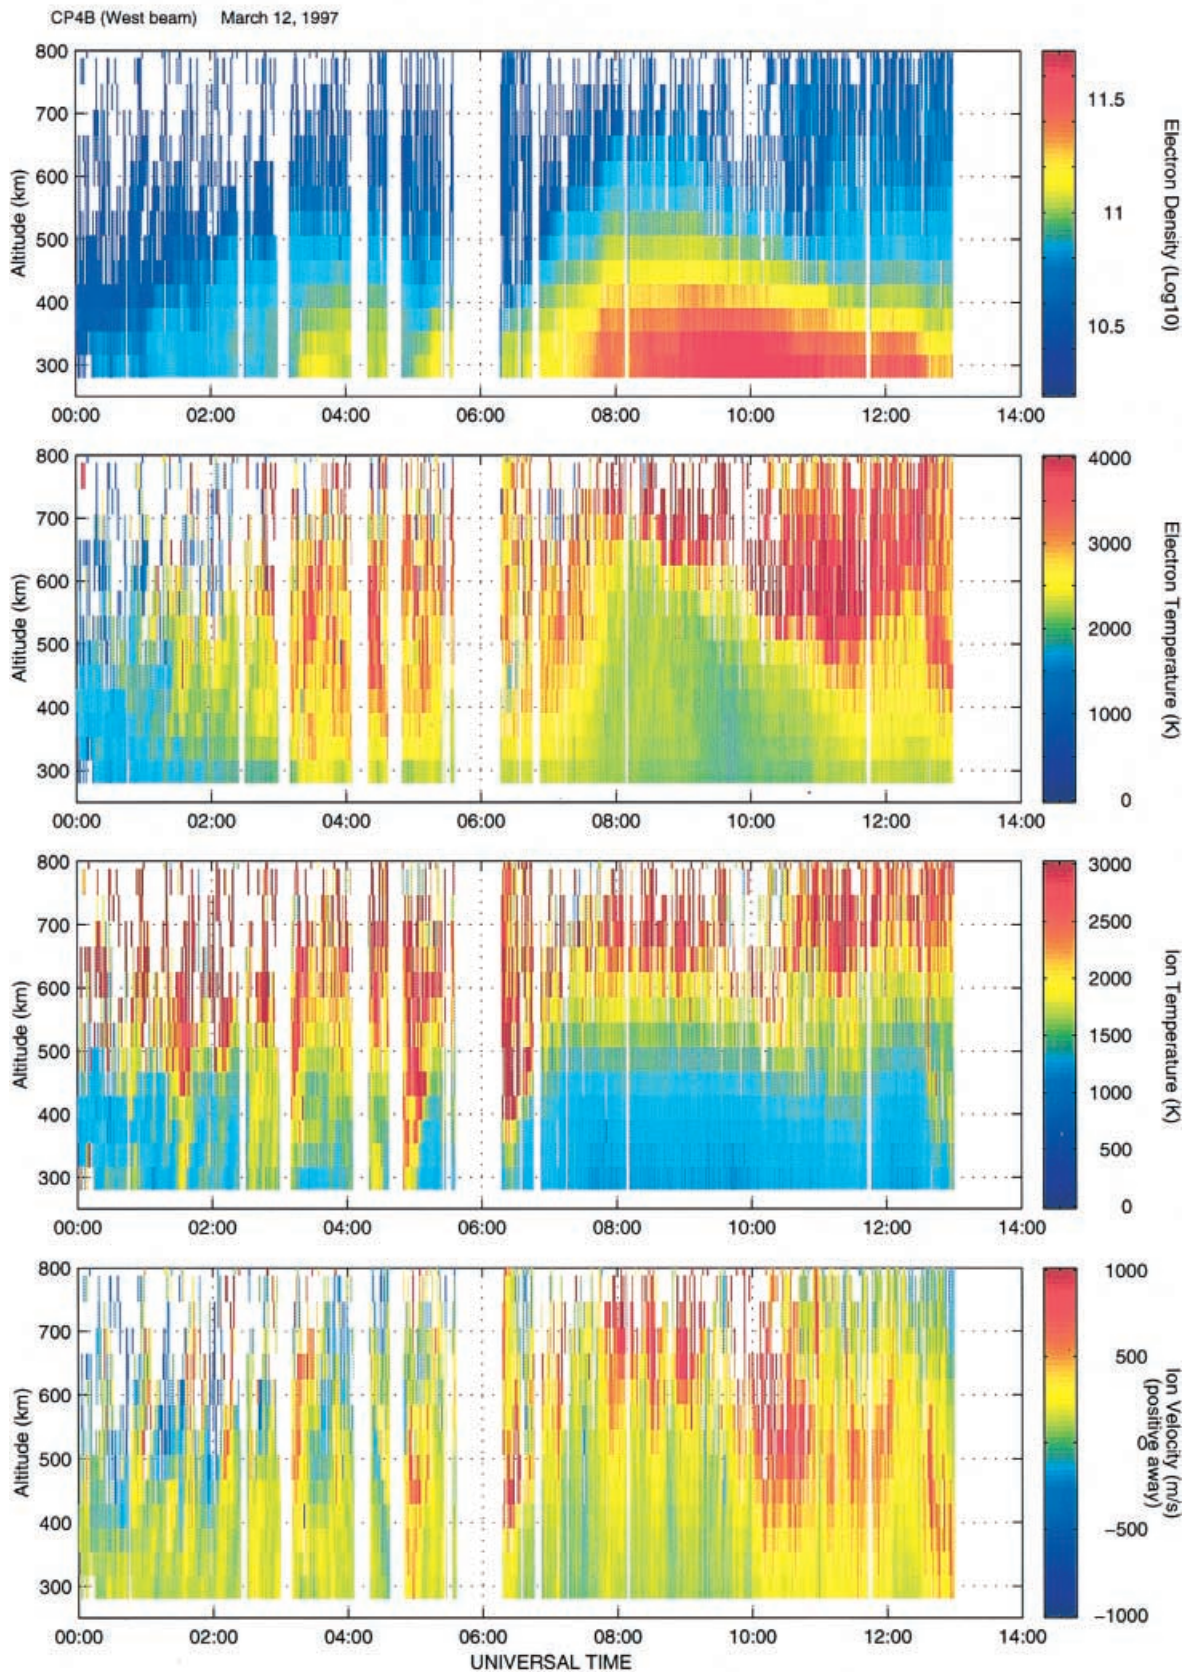 CP4B (West beam) March 12, 1997
800
700
600
500
400
300
Altitude (km)
00:00 02:00 04:00 06:00 08:00 10:00 12:00 14:00
11.5
11
10.5
Electron Density (Log10)
800
700
600
500
400
300
Altitude (km)
00:00 02:00 04:00 06:00 08:00 10:00 12:00 14:00
4000
3000
2000
1000
0
Electron Temperature (K)
800
700
600
500
400
300
Altitude (km)
00:00 02:00 04:00 06:00 08:00 10:00 12:00 14:00
3000
2500
2000
1500
1000
500
0
Ion Temperature (K)
800
700
600
500
400
300
Altitude (km)
00:00 02:00 04:00 06:00 08:00 10:00 12:00 14:00
UNIVERSAL TIME
1000
500
0
−500
−1000
Ion Velocity (m/s)
(positive away)